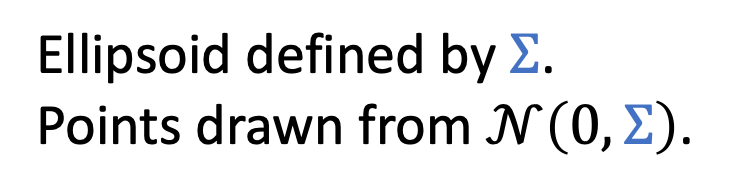 Ellipsoid defined by Σ.
Points drawn from 𝒩(0, Σ).